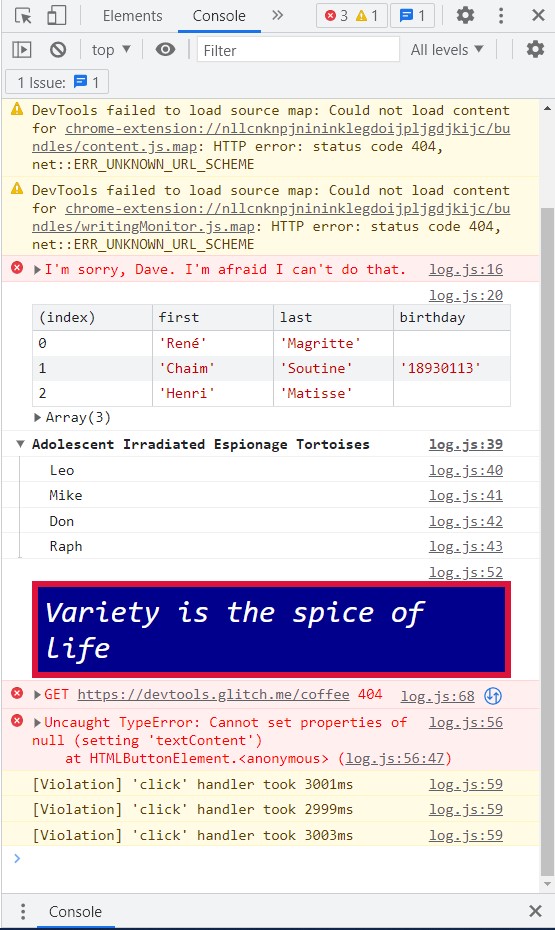 Elements Console 3 1 1
top Filter All levels
1 Issue: 1
DevTools failed to load source map: Could not load content
for chrome-extension://nllcnknpjnininklegdoijpljgdjkijc/bu
ndles/content.js.map: HTTP error: status code 404,
net::ERR_UNKNOWN_URL_SCHEME
DevTools failed to load source map: Could not load content
for chrome-extension://nllcnknpjnininklegdoijpljgdjkijc/bu
ndles/writingMonitor.js.map: HTTP error: status code 404,
net::ERR_UNKNOWN_URL_SCHEME
I'm sorry, Dave. I'm afraid I can't do that. log.js:16
log.js:20
(index) first last birthday
0 'René' 'Magritte'
1 'Chaim' 'Soutine' '18930113'
2 'Henri' 'Matisse'
Array(3)
Adolescent Irradiated Espionage Tortoises log.js:39
Leo log.js:40
Mike log.js:41
Don log.js:42
Raph log.js:43
log.js:52
Variety is the spice of
life
GET https://devtools.glitch.me/coffee 404 log.js:68
Uncaught TypeError: Cannot set properties of log.js:56
null (setting 'textContent')
at HTMLButtonElement.<anonymous> (log.js:56:47)
[Violation] 'click' handler took 3001ms log.js:59
[Violation] 'click' handler took 2999ms log.js:59
[Violation] 'click' handler took 3003ms log.js:59
Console